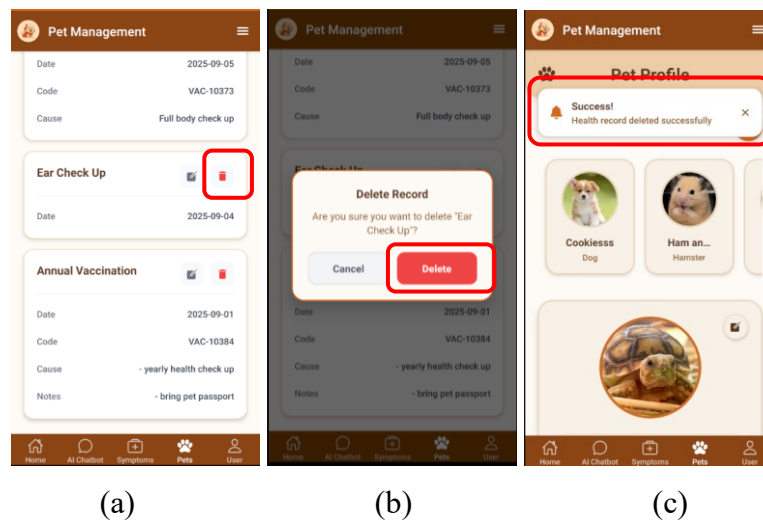 Pet Management
Date 2025-09-05
Code VAC-10373
Cause Full body check up
Ear Check Up
Date 2025-09-04
Annual Vaccination
Date 2025-09-01
Code VAC-10384
Cause - yearly health check up
Notes - bring pet passport
Home AI Chatbot Symptoms Pets User
(a)
Pet Management
Date 2025-09-05
Code VAC-10373
Cause Full body check up
Ear Check Up
Delete Record
Are you sure you want to delete "Ear
Check Up"?
Cancel Delete
Date 2025-09-01
Code VAC-10384
Cause - yearly health check up
Notes - bring pet passport
Home AI Chatbot Symptoms Pets User
(b)
Pet Management
Pet Profile
Success!
Health record deleted successfully
Cookiesss
Dog
Ham an...
Hamster
Home AI Chatbot Symptoms Pets User
(c)